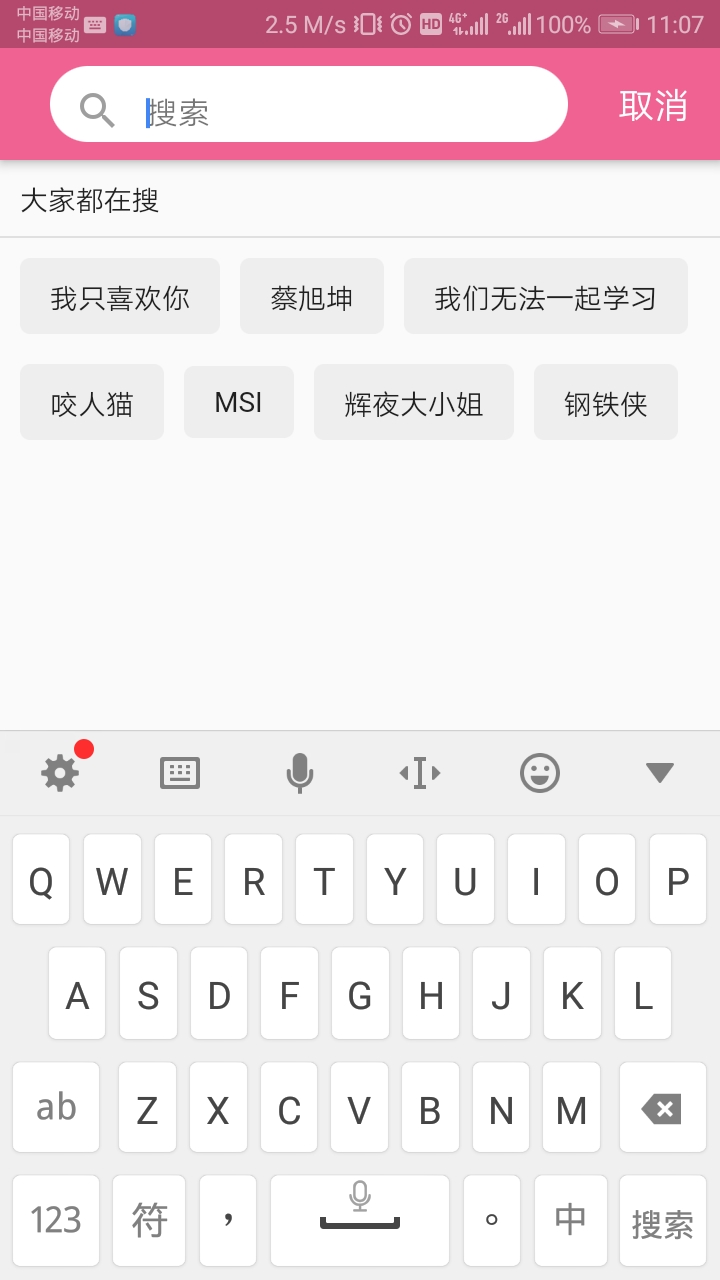 中国移动
中国移动
2.5 M/s HD 4G+ 2G 100% 11:07
搜索 取消
大家都在搜
我只喜欢你 蔡旭坤 我们无法一起学习
咬人猫 MSI 辉夜大小姐 钢铁侠
Q W E R T Y U I O P
A S D F G H J K L
ab Z X C V B N M
123 符 ， 。 中 搜索